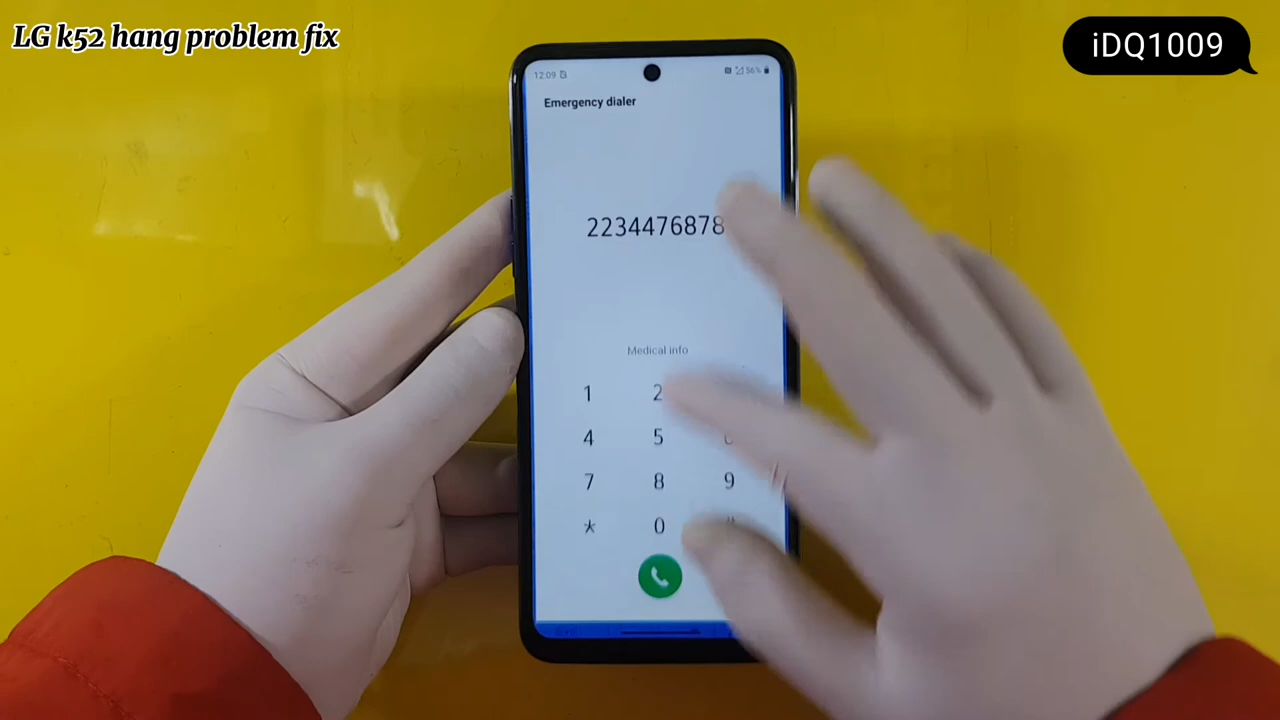 LG k52 hang problem fix
iDQ1009
12:09
56%
Emergency dialer
2234476878
Medical info
1 2
4 5
7 8 9
* 0